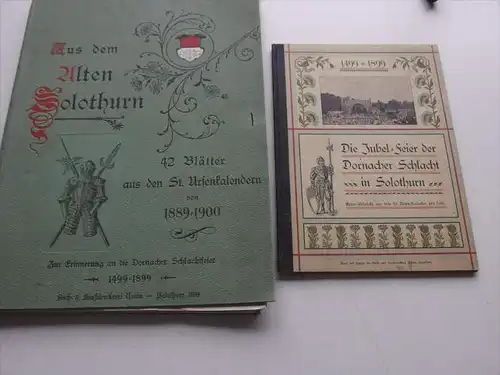 Aus dem
Alten
Solothurn
42 Blätter
aus den St. Ursenkalendern
von
1889-1900
Zur Erinnerung an die Dornacher Schlachtfeier
1499-1899
1499 1899
Die Jubel-Feier der
Dornacher Schlacht
in Solothurn